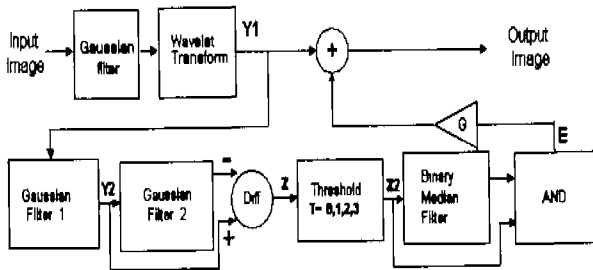 Input
Image
Gaussian
filter
Wavelet
Transform
Y1
+
Output
Image
G
E
Gaussian
Filter 1
Y2
Gaussian
Filter 2
-
+
Diff
Z
Threshold
T= 0,1,2,3
Z2
Binary
Median
Filter
AND